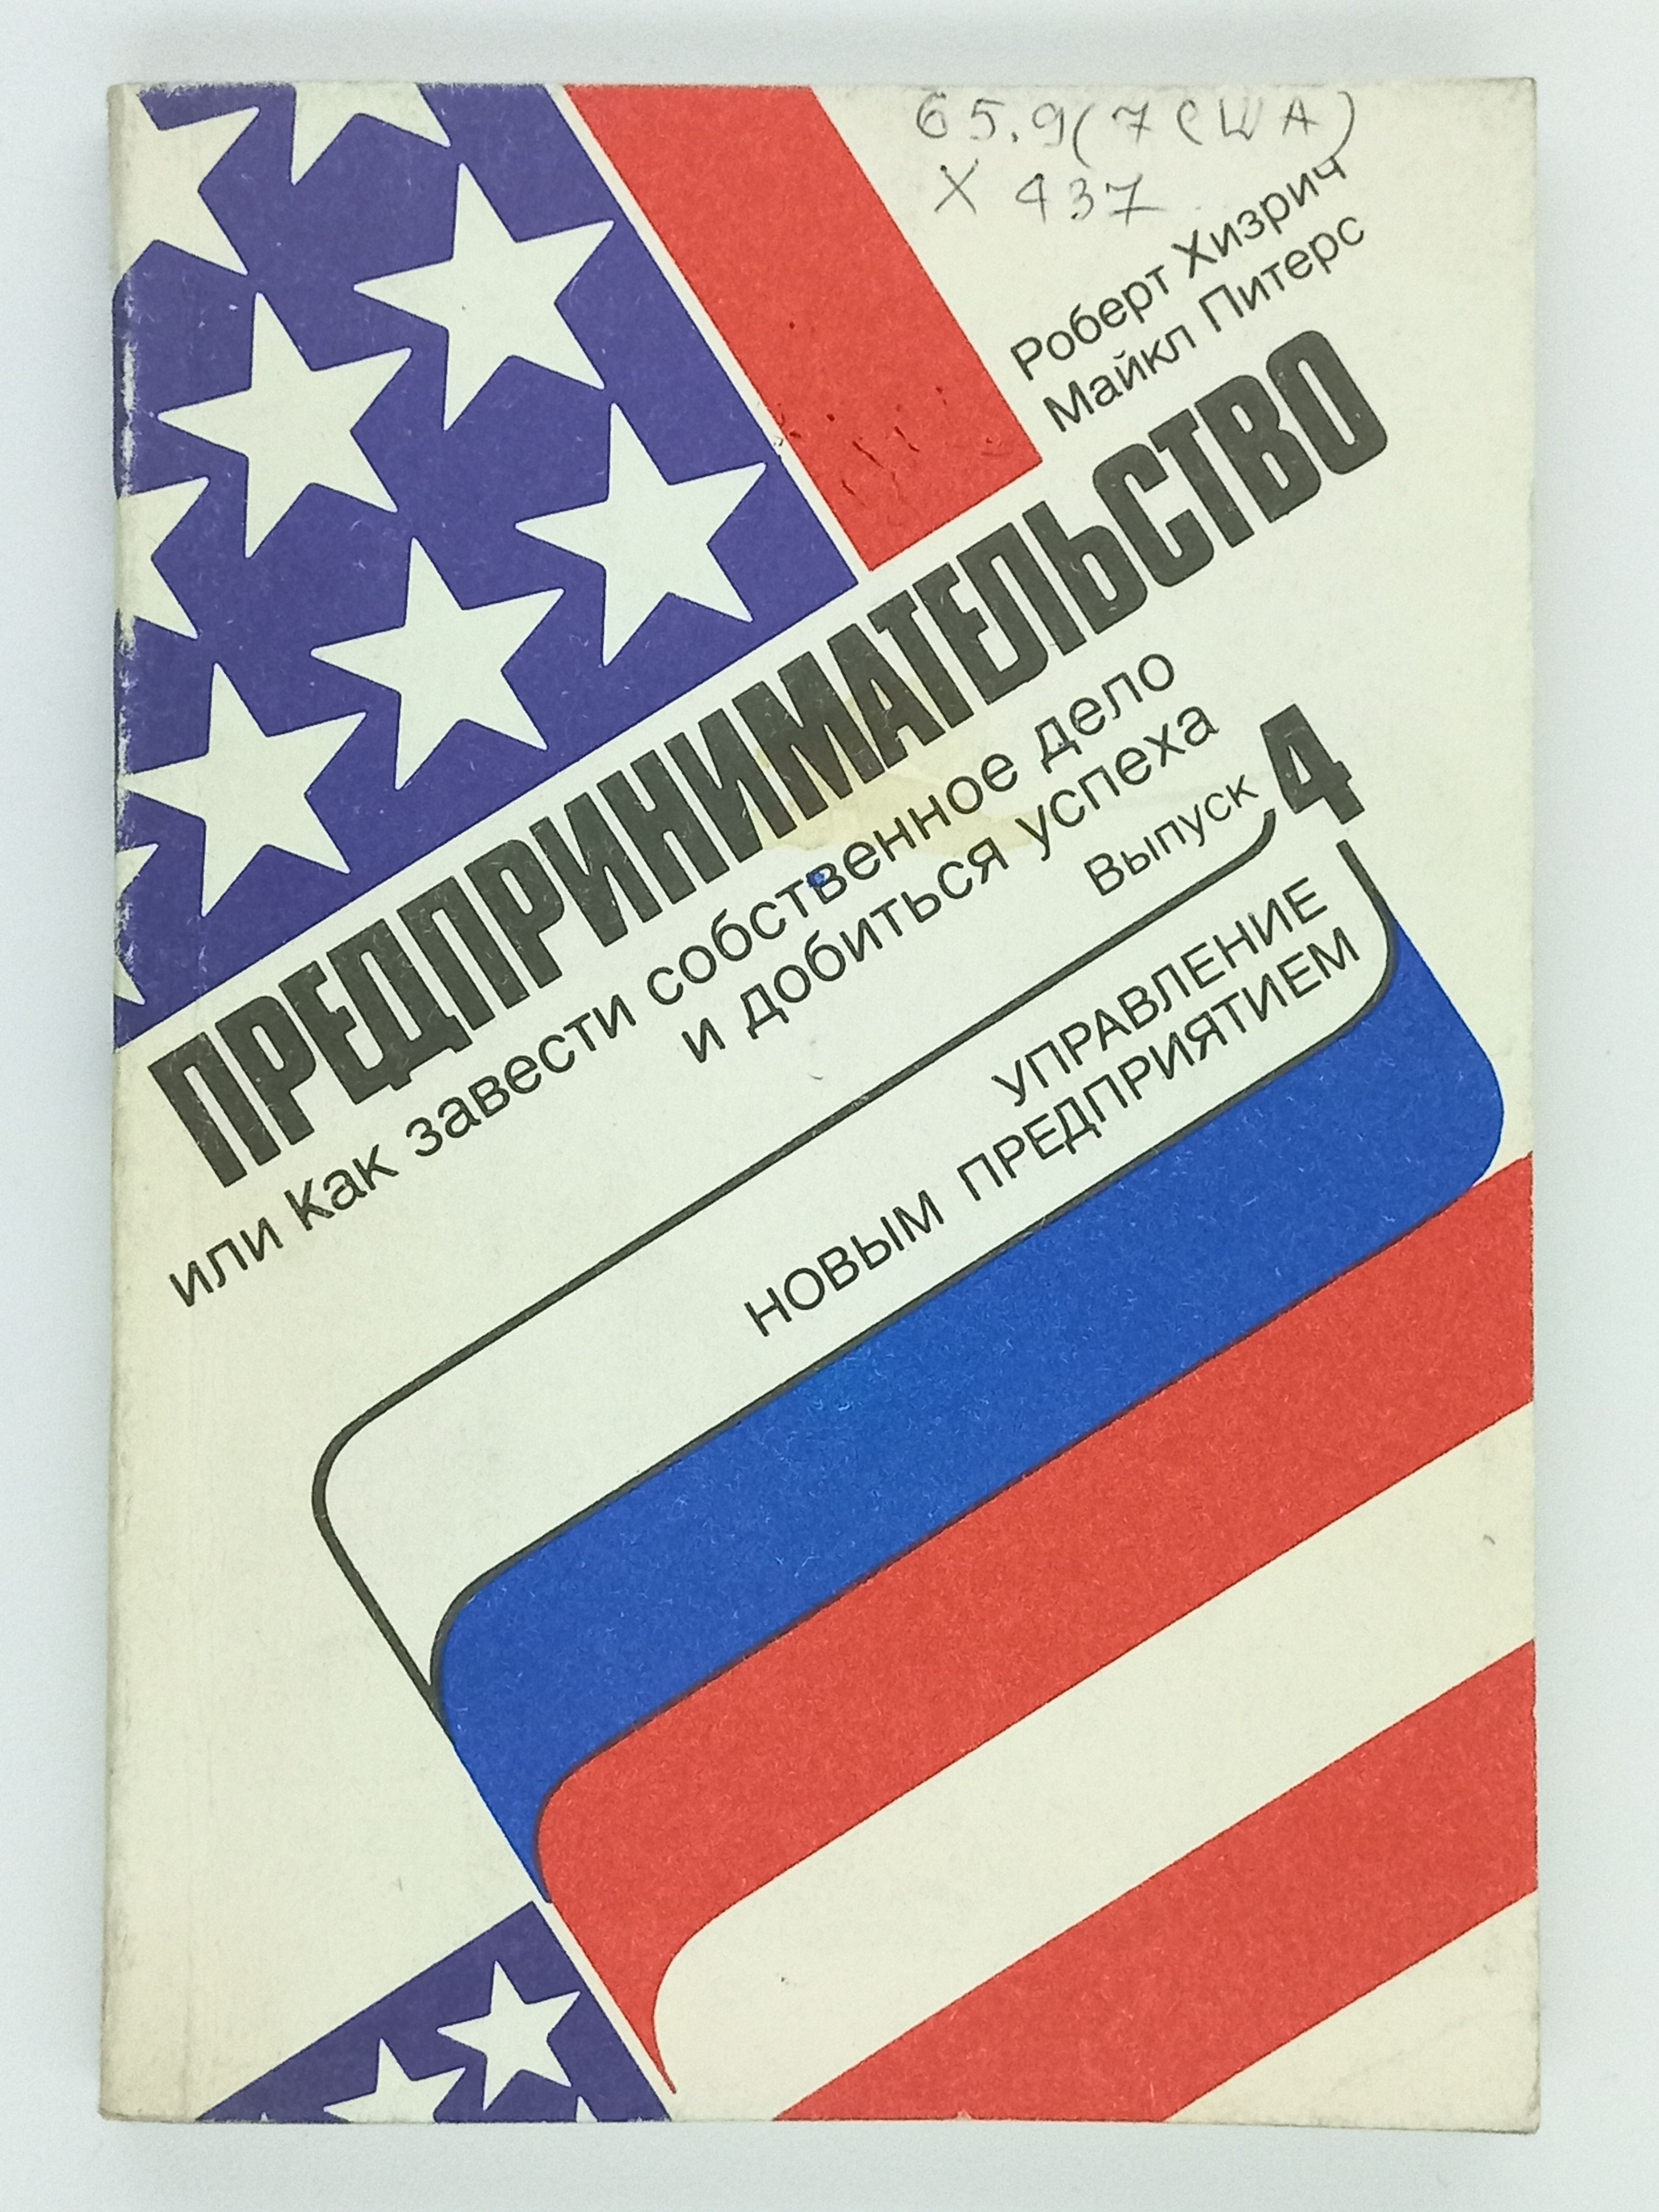 65.9(7США)
Х 437
Роберт Хизрич
Майкл Питерс
ПРЕДПРИНИМАТЕЛЬСТВО
или Как завести собственное дело
и добиться успеха
Выпуск 4
УПРАВЛЕНИЕ
НОВЫМ ПРЕДПРИЯТИЕМ